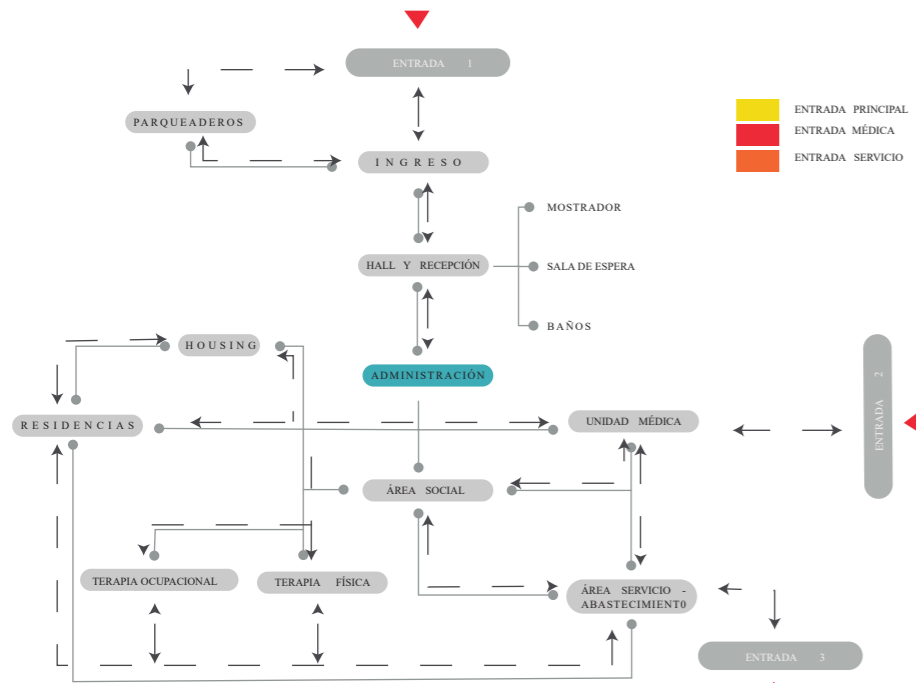 ENTRADA 1
PARQUEADEROS
ENTRADA PRINCIPAL
ENTRADA MÉDICA
ENTRADA SERVICIO
INGRESO
MOSTRADOR
HALL Y RECEPCIÓN
SALA DE ESPERA
BAÑOS
HOUSING
ADMINISTRACIÓN
ENTRADA 2
RESIDENCIAS
UNIDAD MÉDICA
ÁREA SOCIAL
TERAPIA OCUPACIONAL
TERAPIA FÍSICA
ÁREA SERVICIO -
ABASTECIMIENT0
ENTRADA 3